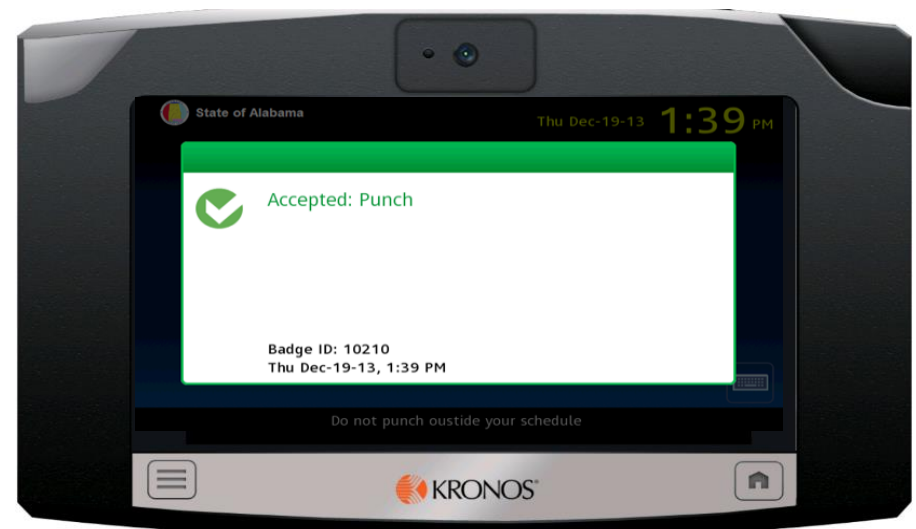 State of Alabama
Thu Dec-19-13 1:39 PM
Accepted: Punch
Badge ID: 10210
Thu Dec-19-13, 1:39 PM
Do not punch oustide your schedule
KRONOS